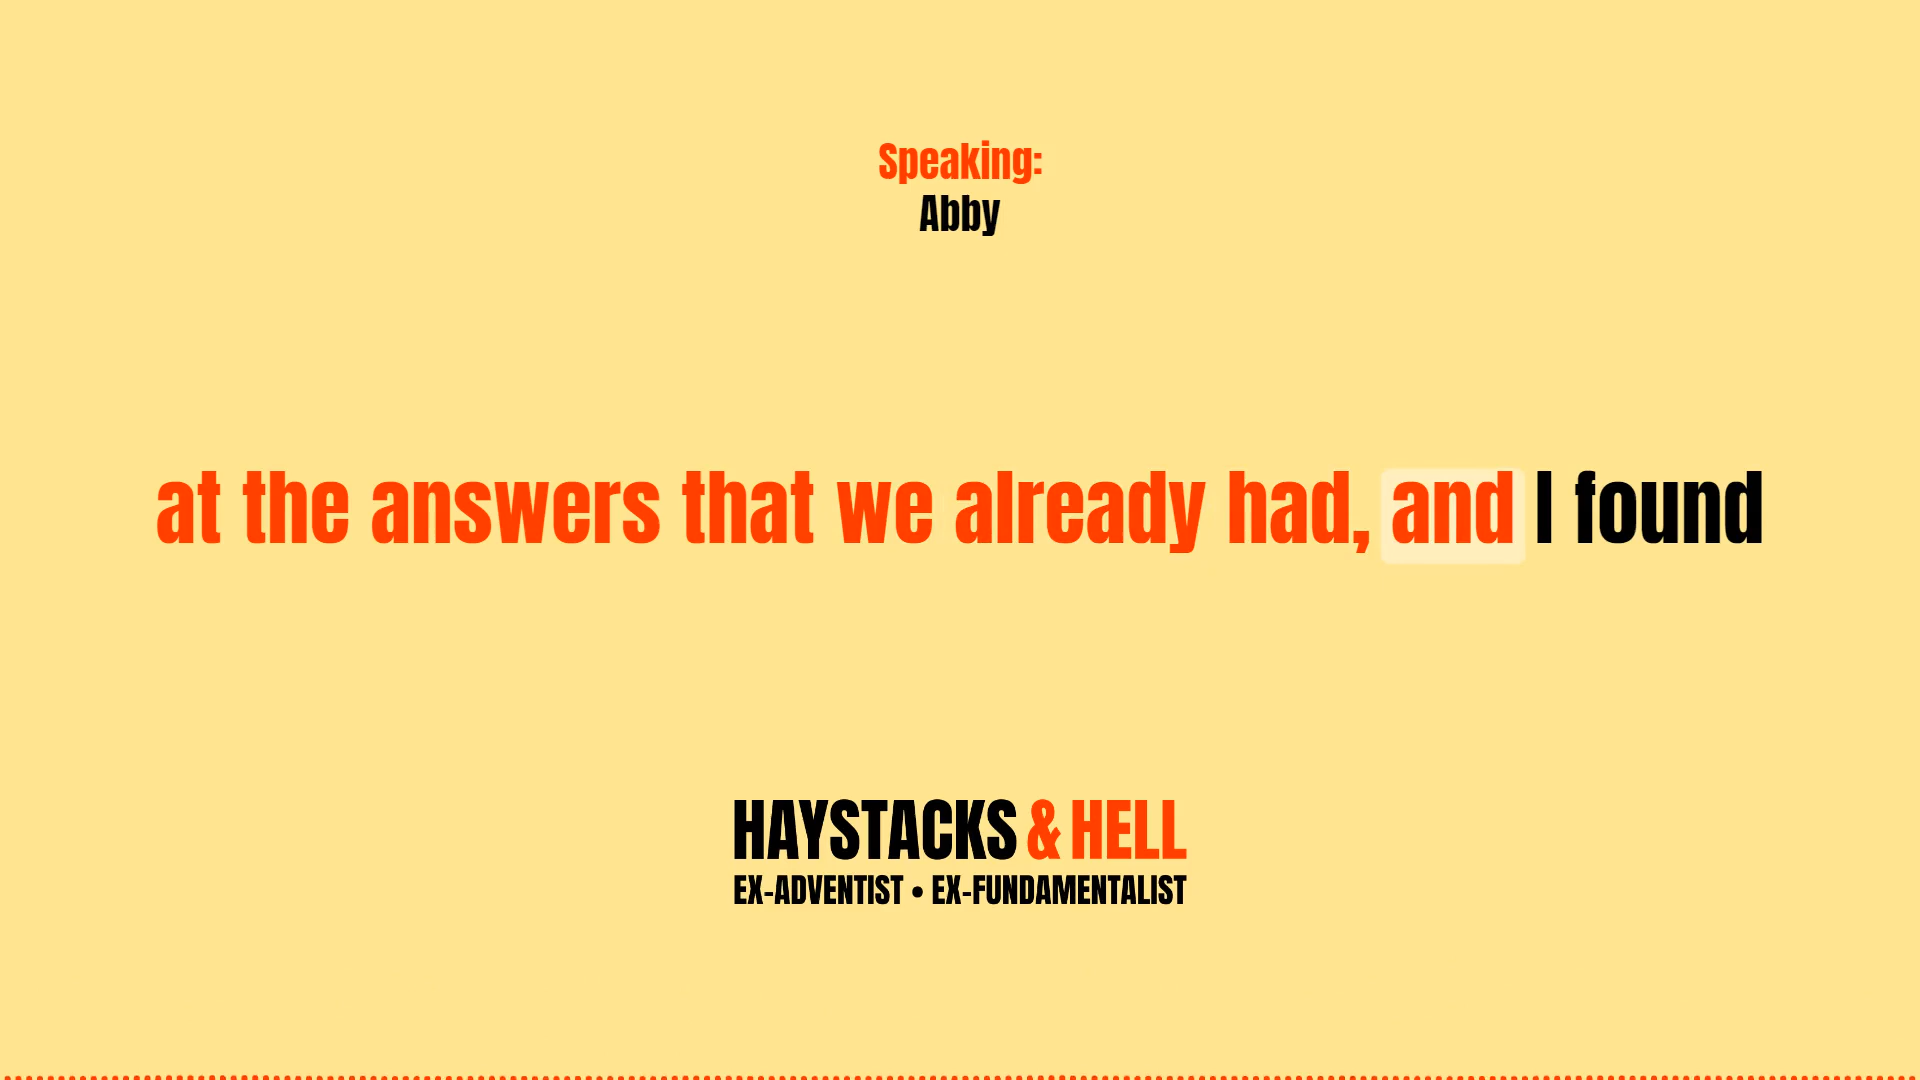 Speaking:
Abby
at the answers that we already had, and I found
HAYSTACKS & HELL
EX-ADVENTIST • EX-FUNDAMENTALIST